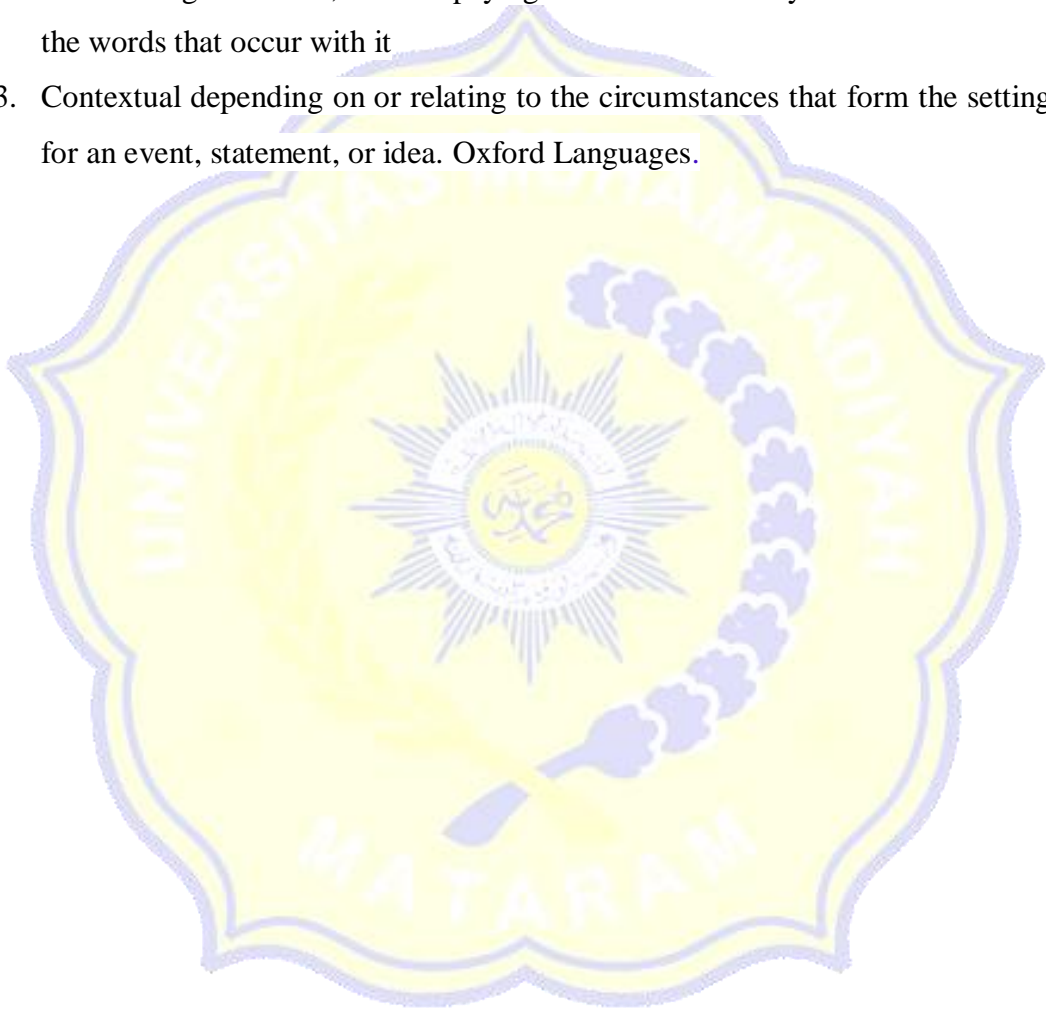 the words that occur with it
3. Contextual depending on or relating to the circumstances that form the setting
for an event, statement, or idea. Oxford Languages.
UNIVERSITAS MUHAMMADIYAH
MATARAM